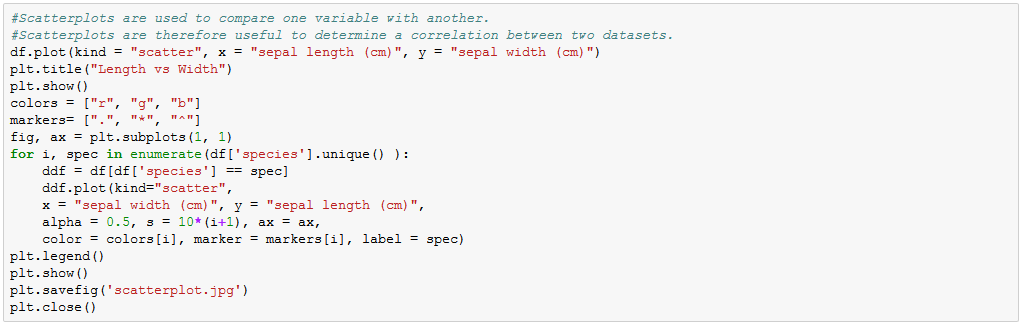 #Scatterplots are used to compare one variable with another.
#Scatterplots are therefore useful to determine a correlation between two datasets.
df.plot(kind = "scatter", x = "sepal length (cm)", y = "sepal width (cm)")
plt.title("Length vs Width")
plt.show()
colors = ["r", "g", "b"]
markers= [".", "*", "^"]
fig, ax = plt.subplots(1, 1)
for i, spec in enumerate(df['species'].unique() ):
    ddf = df[df['species'] == spec]
    ddf.plot(kind="scatter",
    x = "sepal width (cm)", y = "sepal length (cm)",
    alpha = 0.5, s = 10*(i+1), ax = ax,
    color = colors[i], marker = markers[i], label = spec)
plt.legend()
plt.show()
plt.savefig('scatterplot.jpg')
plt.close()